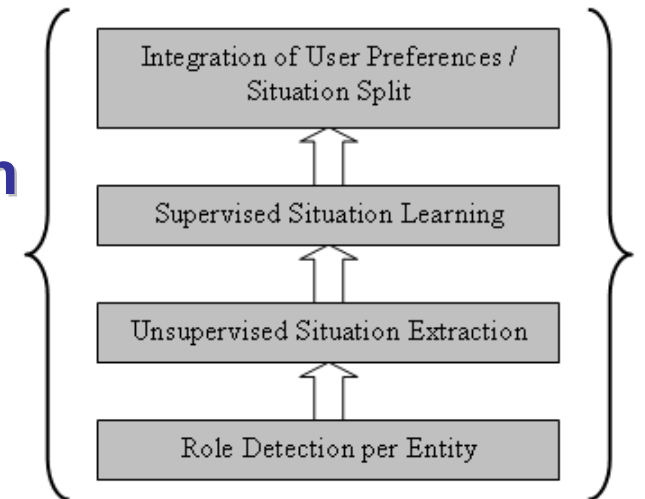 Integration of User Preferences /
Situation Split
n
Supervised Situation Learning
Unsupervised Situation Extraction
Role Detection per Entity